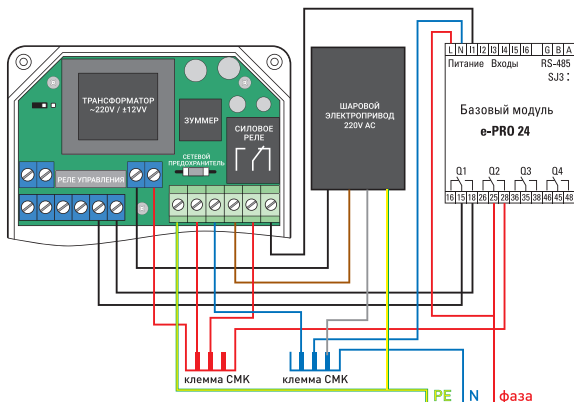 L N I1 I2 I3 I4 I5 I6 G B A
Питание Входы RS-485
SJ3 :
Базовый модуль
e-PRO 24
Q1 Q2 Q3 Q4
16 15 18 26 25 28 36 35 38 46 45 48
ТРАНСФОРМАТОР
~220V / ±12VV
ЗУММЕР
СИЛОВОЕ
РЕЛЕ
СЕТЕВОЙ
ПРЕДОХРАНИТЕЛЬ
РЕЛЕ УПРАВЛЕНИЯ
ШАРОВОЙ
ЭЛЕКТРОПРИВОД
220V AC
клемма СМК
клемма СМК
PE N фаза